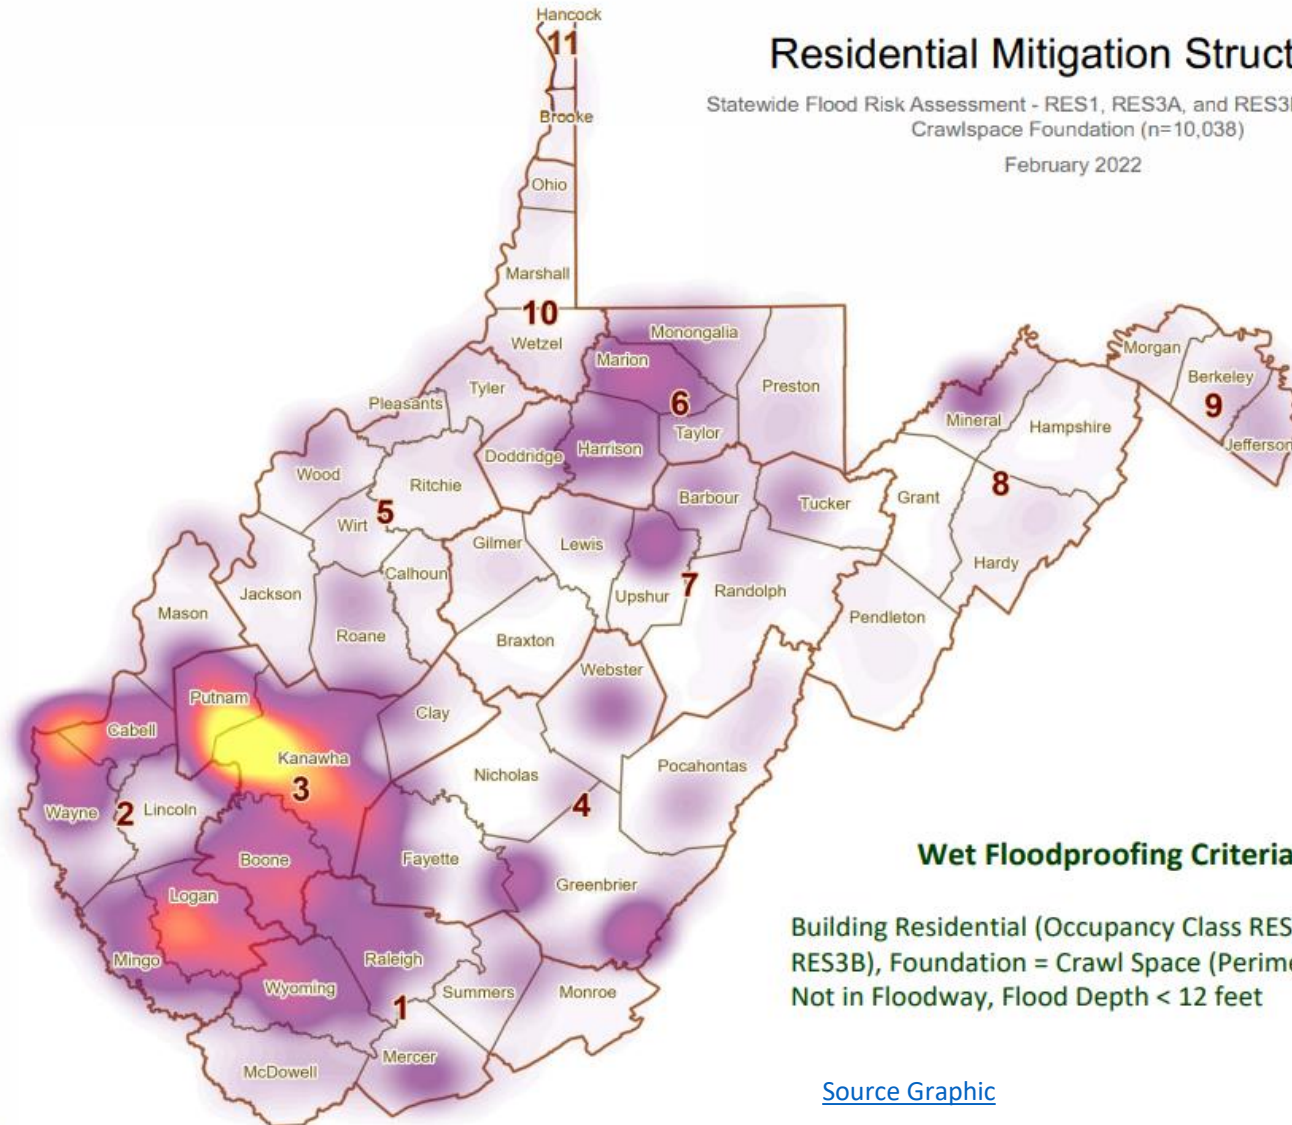 Hancock
11
Residential Mitigation Struct
Statewide Flood Risk Assessment - RES1, RES3A, and RES3
Crawlspace Foundation (n=10,038)
February 2022
Brooke
Ohio
Marshall
10
Wetzel
Monongalia
Marion
Morgan
Preston
Berkeley
Tyler
Pleasants
6
9
Mineral
Hampshire
Taylor
Jefferson
Doddridge
Harrison
Wood
Ritchie
8
Barbour
Tucker
Grant
5
Wirt
Gilmer
Lewis
Hardy
Calhoun
7
Jackson
Upshur
Randolph
Mason
Pendleton
Roane
Braxton
Webster
Putnam
Clay
Cabell
Kanawha
Pocahontas
Nicholas
3
4
Wayne
2
Lincoln
Boone
Fayette
Wet Floodproofing Criteria
Greenbrier
Logan
Building Residential (Occupancy Class RES
RES3B), Foundation = Crawl Space (Perime
Not in Floodway, Flood Depth < 12 feet
Mingo
Raleigh
Wyoming
Summers
Monroe
1
Mercer
McDowell
Source Graphic